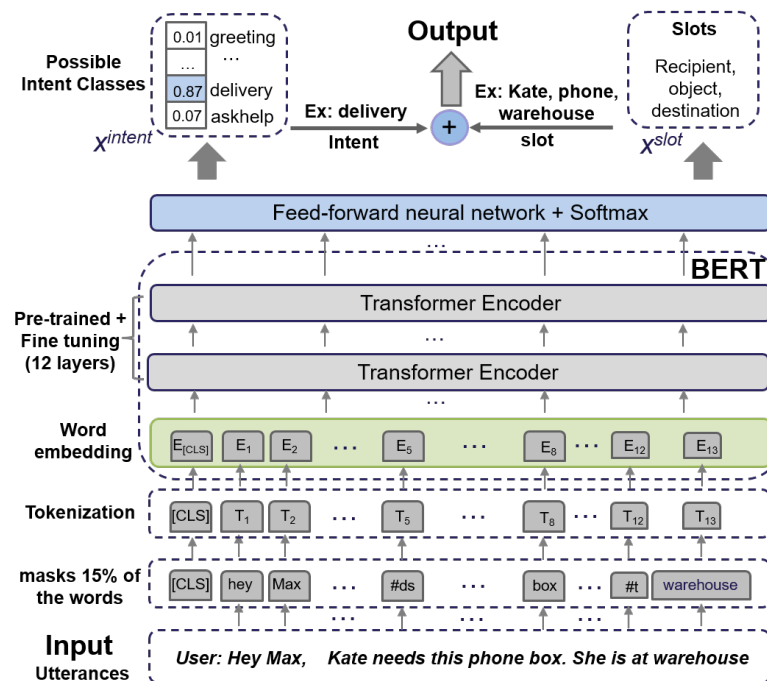 Possible
Intent Classes
0.01 greeting
... ...
0.87 delivery
0.07 askhelp
X^intent
Output
+
Ex: delivery
Intent
Ex: Kate, phone,
warehouse
slot
Slots
Recipient,
object,
destination
X^slot
Feed-forward neural network + Softmax
...
BERT
Pre-trained +
Fine tuning
(12 layers)
Transformer Encoder
...
Transformer Encoder
...
Word
embedding
E[CLS] E1 E2 ... E5 ... E8 ... E12 E13
Tokenization
[CLS] T1 T2 ... T5 ... T8 ... T12 T13
masks 15% of
the words
[CLS] hey Max ... #ds ... box ... #t warehouse
... ...
Input
Utterances
User: Hey Max, Kate needs this phone box. She is at warehouse